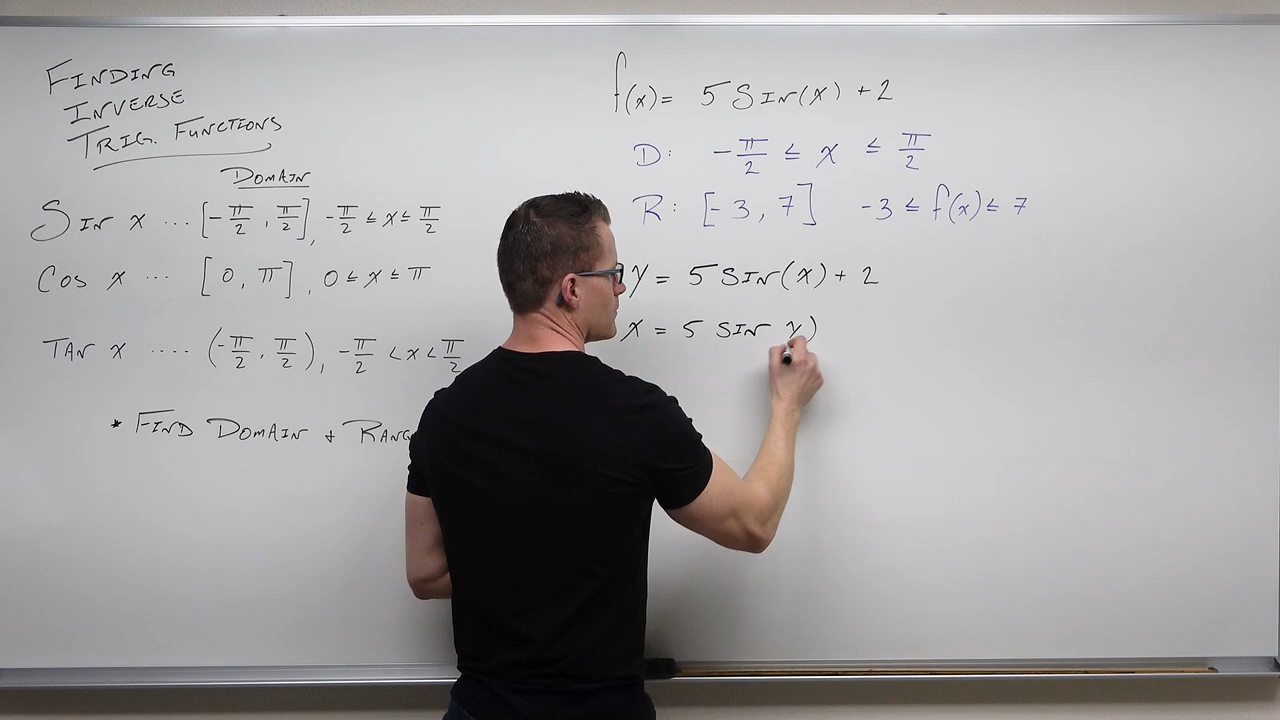 FINDING
INVERSE
TRIG. FUNCTIONS
DOMAIN
SIN x ... [-π/2, π/2], -π/2 ≤ x ≤ π/2
COS x ... [0, π], 0 ≤ x ≤ π
TAN x .... (-π/2, π/2), -π/2 < x < π/2
* FIND DOMAIN +
f(x) = 5 SIN(x) + 2
D: -π/2 ≤ x ≤ π/2
R: [-3, 7] -3 ≤ f(x) ≤ 7
y = 5 SIN(x) + 2
x = 5 SIN y)